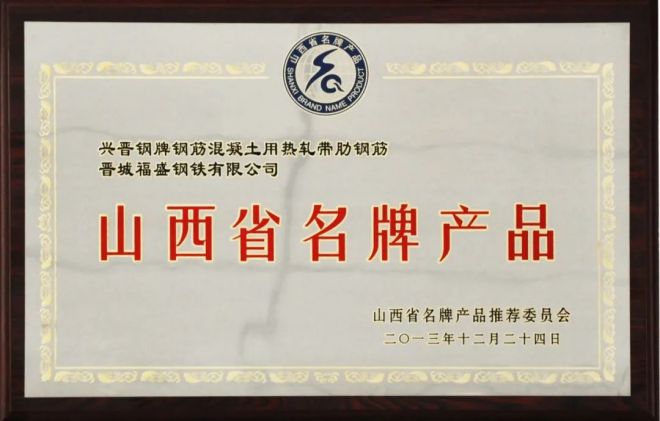 山西省名牌产品
SHANXI BRAND NAME PRODUCT
兴晋钢牌钢筋混凝土用热轧带肋钢筋
晋城福盛钢铁有限公司
山西省名牌产品
山西省名牌产品推荐委员会
二〇一三年十二月二十四日